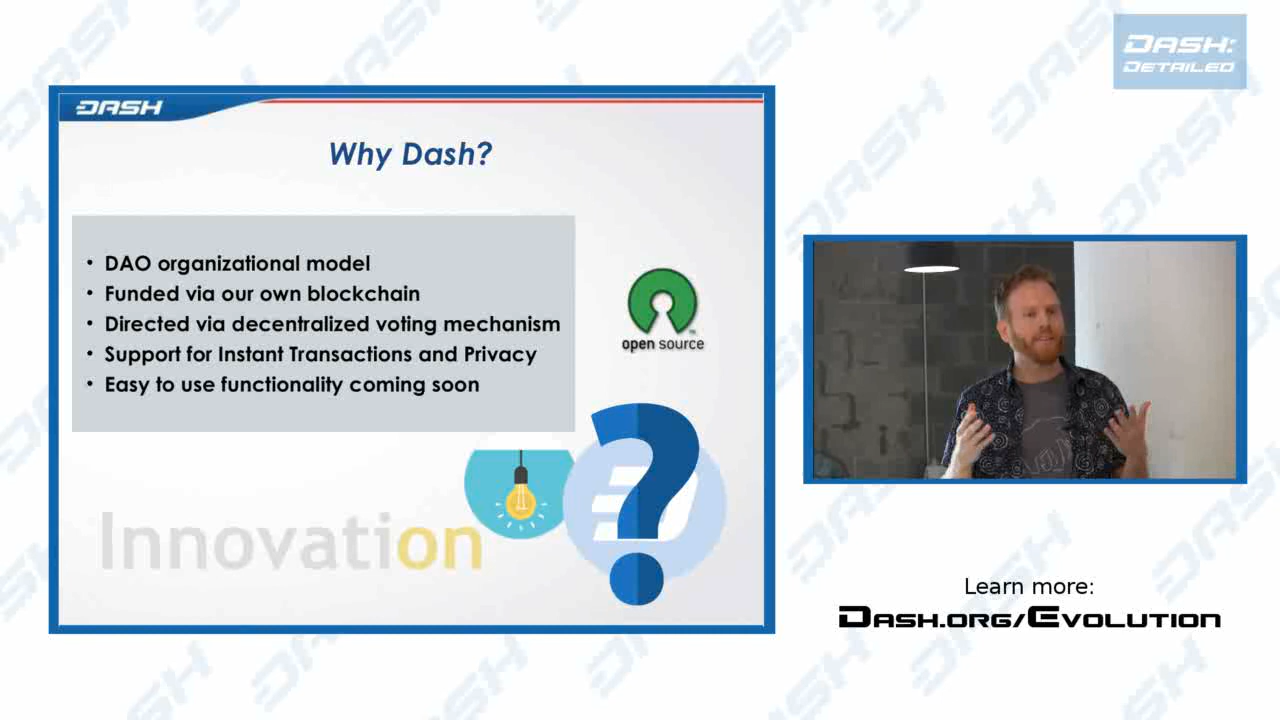 DASH:
DETAILED
DASH
Why Dash?
• DAO organizational model
• Funded via our own blockchain
• Directed via decentralized voting mechanism
• Support for Instant Transactions and Privacy
• Easy to use functionality coming soon
open source
Innovation
Learn more:
DASH.ORG/EVOLUTION